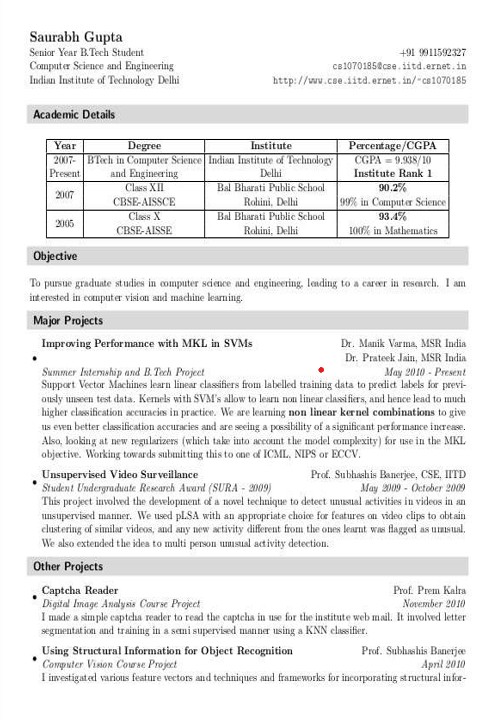 Saurabh Gupta
Senior Year B.Tech Student +91 9911592327
Computer Science and Engineering cs1070185@cse.iitd.ernet.in
Indian Institute of Technology Delhi http://www.cse.iitd.ernet.in/~cs1070185
Academic Details
Year Degree Institute Percentage/CGPA
2007- BTech in Computer Science Indian Institute of Technology CGPA = 9.938/10
Present and Engineering Delhi Institute Rank 1
2007 Class XII Bal Bharati Public School 90.2%
CBSE-AISSCE Rohini, Delhi 99% in Computer Science
2005 Class X Bal Bharati Public School 93.4%
CBSE-AISSE Rohini, Delhi 100% in Mathematics
Objective
To pursue graduate studies in computer science and engineering, leading to a career in research. I am
interested in computer vision and machine learning.
Major Projects
Improving Performance with MKL in SVMs Dr. Manik Varma, MSR India
• Dr. Prateek Jain, MSR India
Summer Internship and B.Tech Project May 2010 - Present
Support Vector Machines learn linear classifiers from labelled training data to predict labels for previ-
ously unseen test data. Kernels with SVM's allow to learn non linear classifiers, and hence lead to much
higher classification accuracies in practice. We are learning non linear kernel combinations to give
us even better classification accuracies and are seeing a possibility of a significant performance increase.
Also, looking at new regularizers (which take into account the model complexity) for use in the MKL
objective. Working towards submitting this to one of ICML, NIPS or ECCV.
• Unsupervised Video Surveillance Prof. Subhashis Banerjee, CSE, IITD
Student Undergraduate Research Award (SURA - 2009) May 2009 - October 2009
This project involved the development of a novel technique to detect unusual activities in videos in an
unsupervised manner. We used pLSA with an appropriate choice for features on video clips to obtain
clustering of similar videos, and any new activity different from the ones learnt was flagged as unusual.
We also extended the idea to multi person unusual activity detection.
Other Projects
• Captcha Reader Prof. Prem Kalra
Digital Image Analysis Course Project November 2010
I made a simple captcha reader to read the captcha in use for the institute web mail. It involved letter
segmentation and training in a semi supervised manner using a KNN classifier.
• Using Structural Information for Object Recognition Prof. Subhashis Banerjee
Computer Vision Course Project April 2010
I investigated various feature vectors and techniques and frameworks for incorporating structural infor-